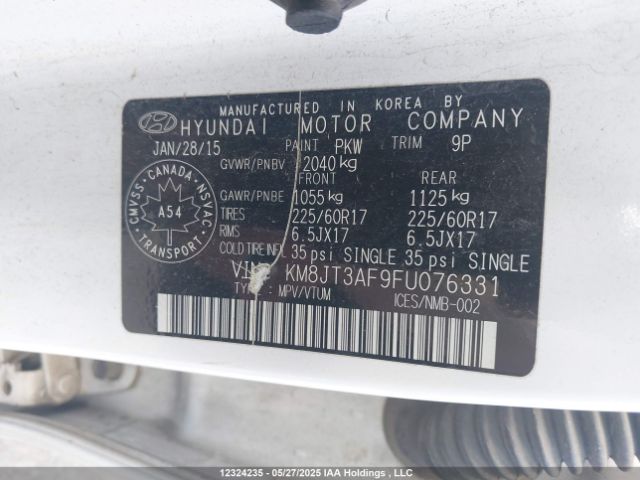 MANUFACTURED IN KOREA BY
HYUNDAI MOTOR COMPANY
JAN/28/15 PAINT PKW TRIM 9P
GVWR/PNBV 2040 kg
FRONT REAR
GAWR/PNBE 1055 kg 1125 kg
TIRES 225/60R17 225/60R17
RIMS 6.5JX17 6.5JX17
COLD TIRE INFL 35 psi SINGLE 35 psi SINGLE
KM8JT3AF9FU076331
TYPE : MPV/VTUM ICES/NMB-002
CMVSS · CANADA · NSVAC
A54
TRANSPORT
12324235 - 05/27/2025 IAA Holdings, LLC